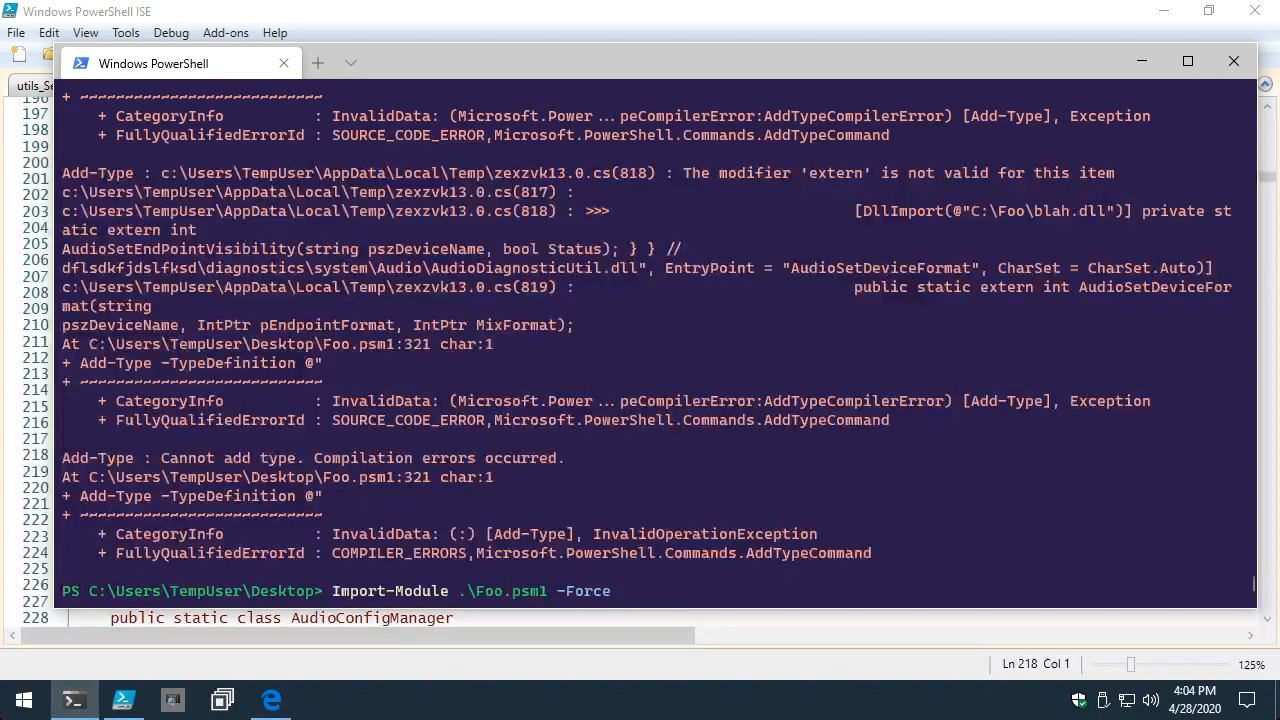 Windows PowerShell ISE
File Edit View Tools Debug Add-ons Help
Windows PowerShell
utils_Se
196
197
198
199
200
201
202
203
204
205
206
207
208
209
210
211
212
213
214
215
216
217
218
219
220
221
222
223
224
225
226
227
228
+ ~~~~~~~~~~~~~~~~~~~~~~~~~~~
+ CategoryInfo : InvalidData: (Microsoft.Power…peCompilerError:AddTypeCompilerError) [Add-Type], Exception
+ FullyQualifiedErrorId : SOURCE_CODE_ERROR,Microsoft.PowerShell.Commands.AddTypeCommand
Add-Type : c:\Users\TempUser\AppData\Local\Temp\zexzvk13.0.cs(818) : The modifier 'extern' is not valid for this item
c:\Users\TempUser\AppData\Local\Temp\zexzvk13.0.cs(817) :
c:\Users\TempUser\AppData\Local\Temp\zexzvk13.0.cs(818) : >>> [DllImport(@"C:\Foo\blah.dll")] private st
atic extern int
AudioSetEndPointVisibility(string pszDeviceName, bool Status); } } //
dflsdkfjdslfksd\diagnostics\system\Audio\AudioDiagnosticUtil.dll", EntryPoint = "AudioSetDeviceFormat", CharSet = CharSet.Auto)]
c:\Users\TempUser\AppData\Local\Temp\zexzvk13.0.cs(819) : public static extern int AudioSetDeviceFor
mat(string
pszDeviceName, IntPtr pEndpointFormat, IntPtr MixFormat);
At C:\Users\TempUser\Desktop\Foo.psm1:321 char:1
+ Add-Type -TypeDefinition @"
+ ~~~~~~~~~~~~~~~~~~~~~~~~~~~
+ CategoryInfo : InvalidData: (Microsoft.Power…peCompilerError:AddTypeCompilerError) [Add-Type], Exception
+ FullyQualifiedErrorId : SOURCE_CODE_ERROR,Microsoft.PowerShell.Commands.AddTypeCommand
Add-Type : Cannot add type. Compilation errors occurred.
At C:\Users\TempUser\Desktop\Foo.psm1:321 char:1
+ Add-Type -TypeDefinition @"
+ ~~~~~~~~~~~~~~~~~~~~~~~~~~~
+ CategoryInfo : InvalidData: (:) [Add-Type], InvalidOperationException
+ FullyQualifiedErrorId : COMPILER_ERRORS,Microsoft.PowerShell.Commands.AddTypeCommand
PS C:\Users\TempUser\Desktop> Import-Module .\Foo.psm1 -Force
public static class AudioConfigManager
Ln 218 Col 1
125%
4:04 PM
4/28/2020